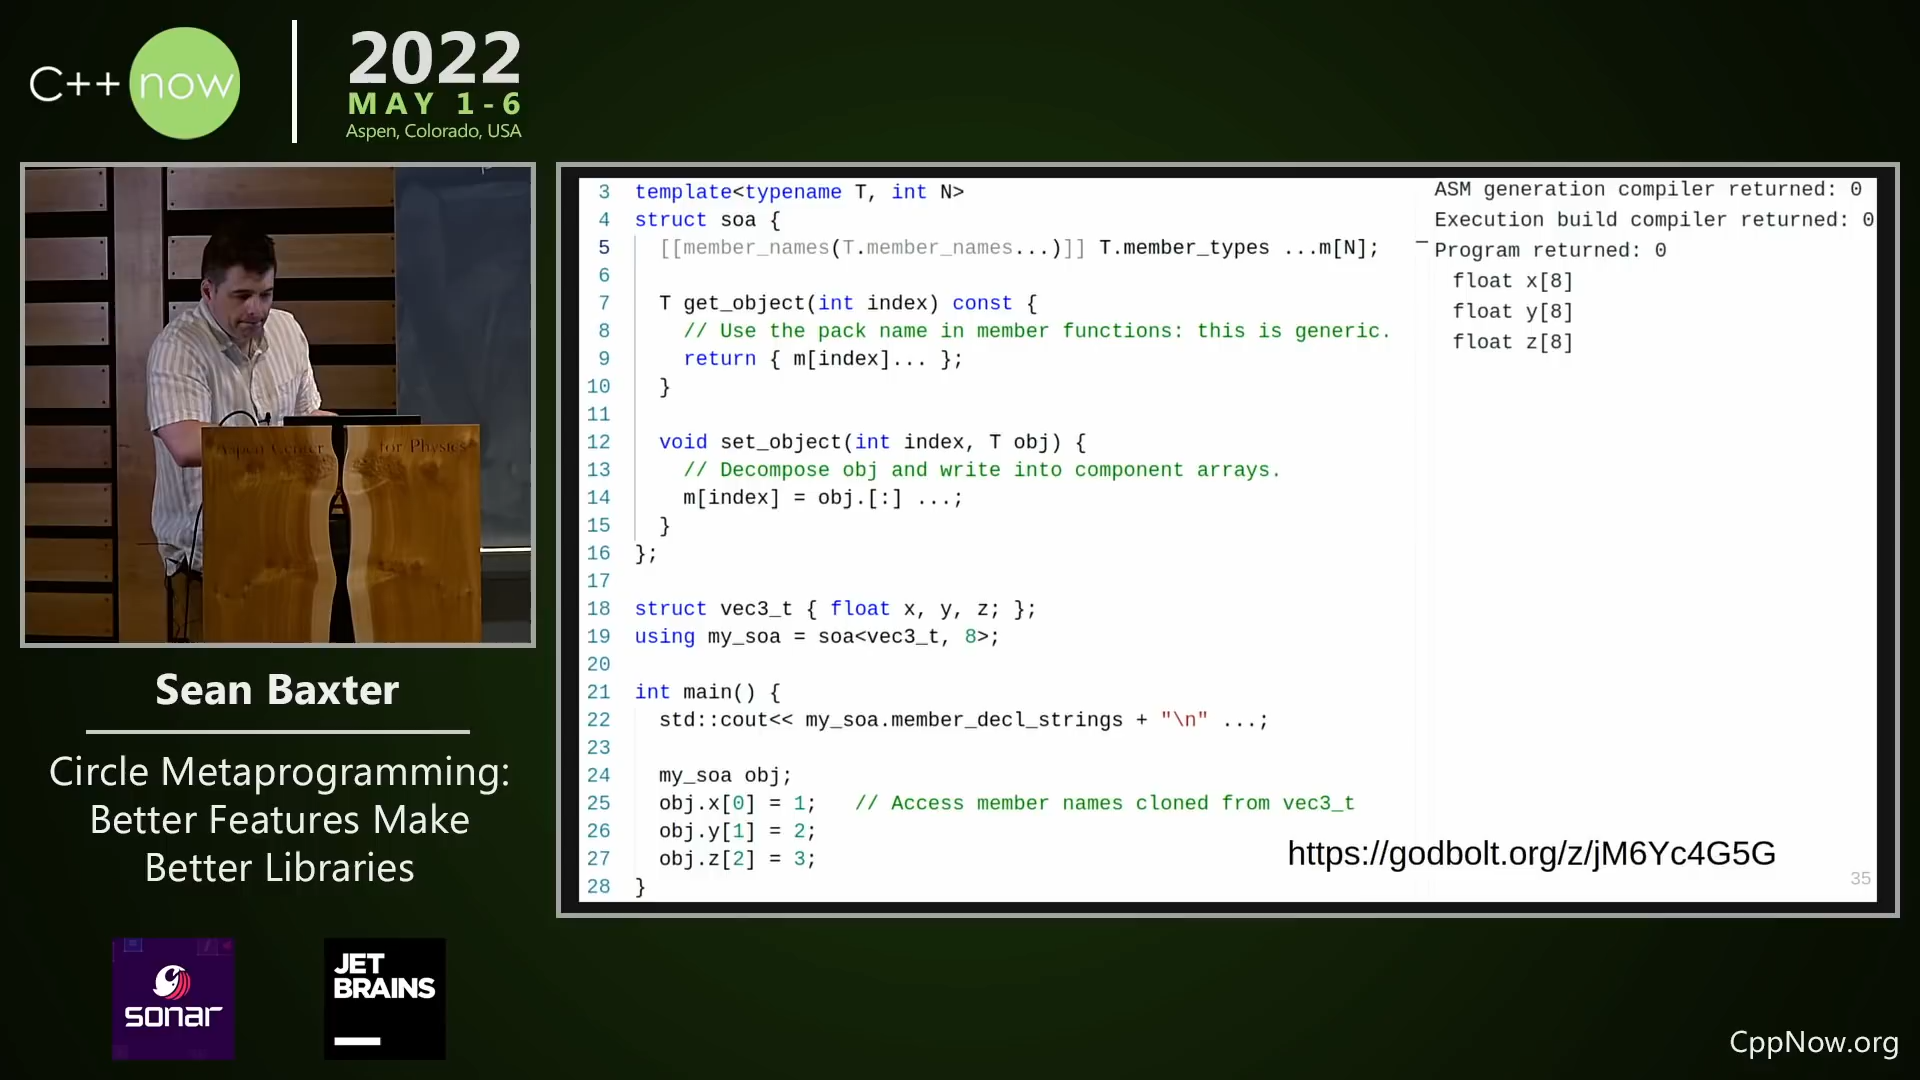 C++ now
2022
MAY 1-6
Aspen, Colorado, USA
Aspen Center for Physics
Sean Baxter
Circle Metaprogramming:
Better Features Make
Better Libraries
sonar
JET
BRAINS
3 template<typename T, int N>
4 struct soa {
5 [[member_names(T.member_names...)]] T.member_types ...m[N];
6
7 T get_object(int index) const {
8 // Use the pack name in member functions: this is generic.
9 return { m[index]... };
10 }
11
12 void set_object(int index, T obj) {
13 // Decompose obj and write into component arrays.
14 m[index] = obj.[:] ...;
15 }
16 };
17
18 struct vec3_t { float x, y, z; };
19 using my_soa = soa<vec3_t, 8>;
20
21 int main() {
22 std::cout<< my_soa.member_decl_strings + "\n" ...;
23
24 my_soa obj;
25 obj.x[0] = 1; // Access member names cloned from vec3_t
26 obj.y[1] = 2;
27 obj.z[2] = 3;
28 }
ASM generation compiler returned: 0
Execution build compiler returned: 0
Program returned: 0
float x[8]
float y[8]
float z[8]
https://godbolt.org/z/jM6Yc4G5G
35
CppNow.org